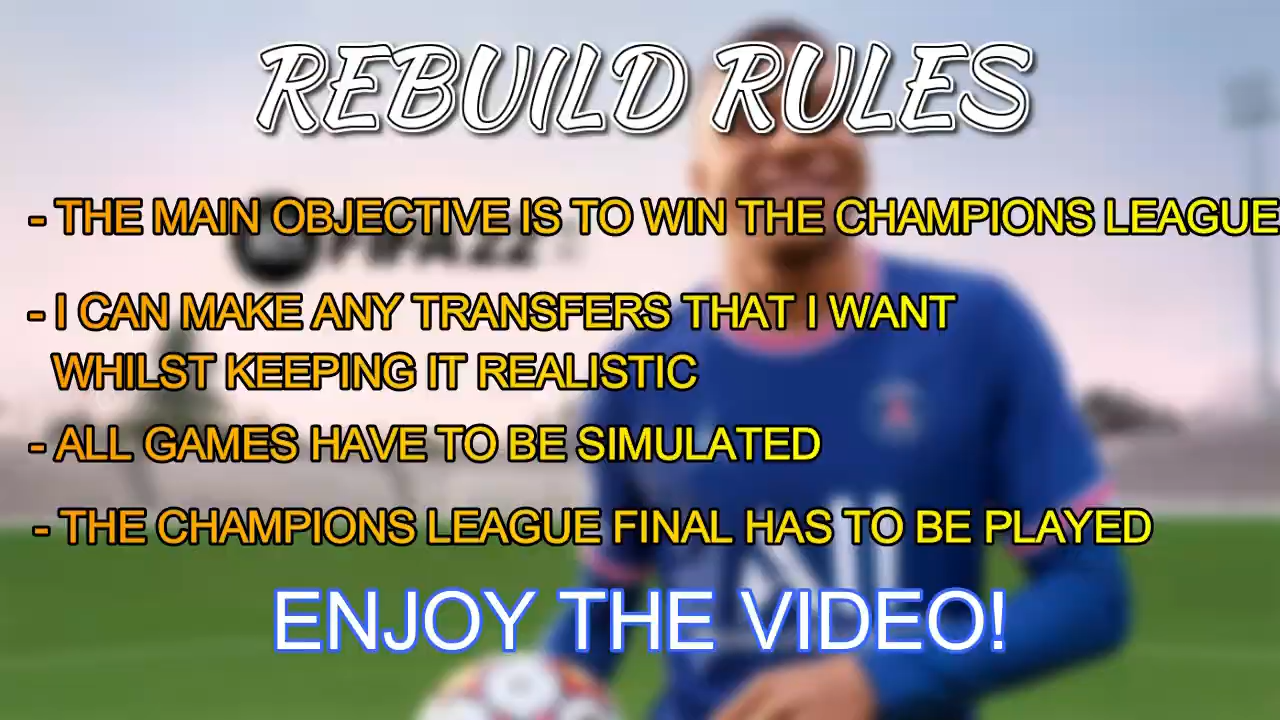 REBUILD RULES
- THE MAIN OBJECTIVE IS TO WIN THE CHAMPIONS LEAGUE
FIFA 22
- I CAN MAKE ANY TRANSFERS THAT I WANT
WHILST KEEPING IT REALISTIC
- ALL GAMES HAVE TO BE SIMULATED
- THE CHAMPIONS LEAGUE FINAL HAS TO BE PLAYED
ENJOY THE VIDEO!